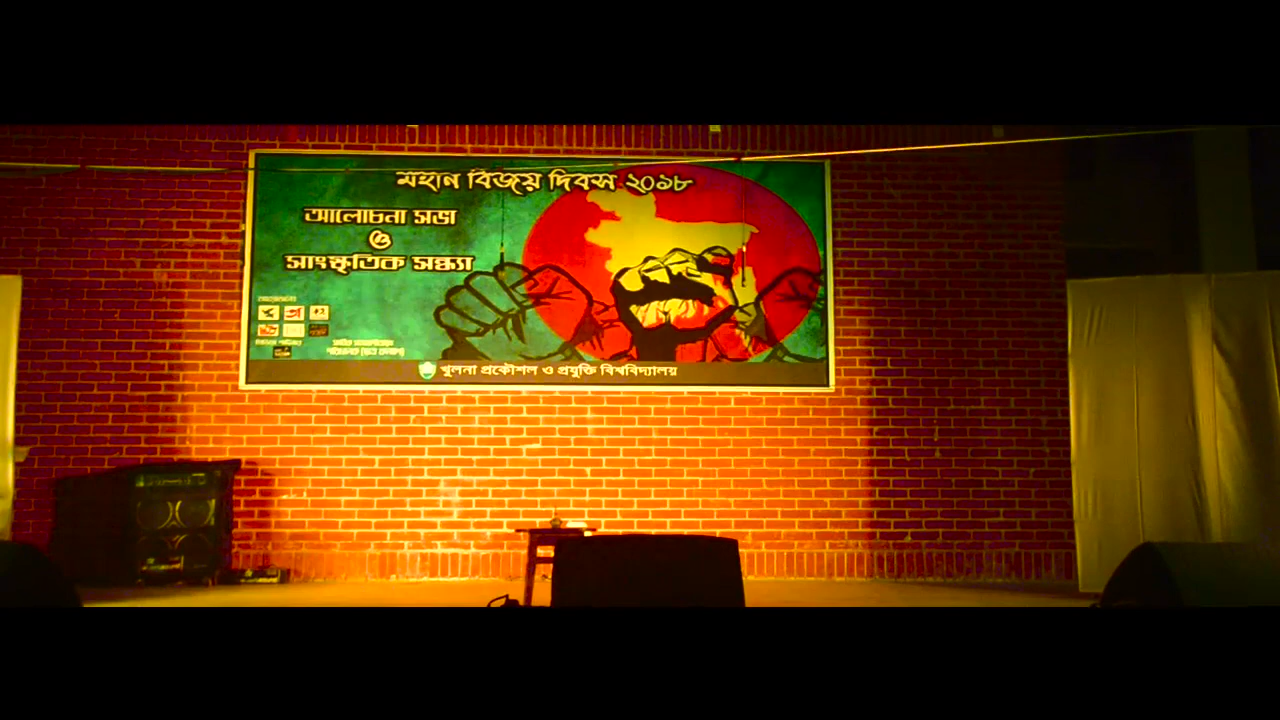 মহান বিজয় দিবস ২০১৮
আলোচনা সভা
ও
সাংস্কৃতিক সন্ধ্যা
খুলনা প্রকৌশল ও প্রযুক্তি বিশ্ববিদ্যালয়